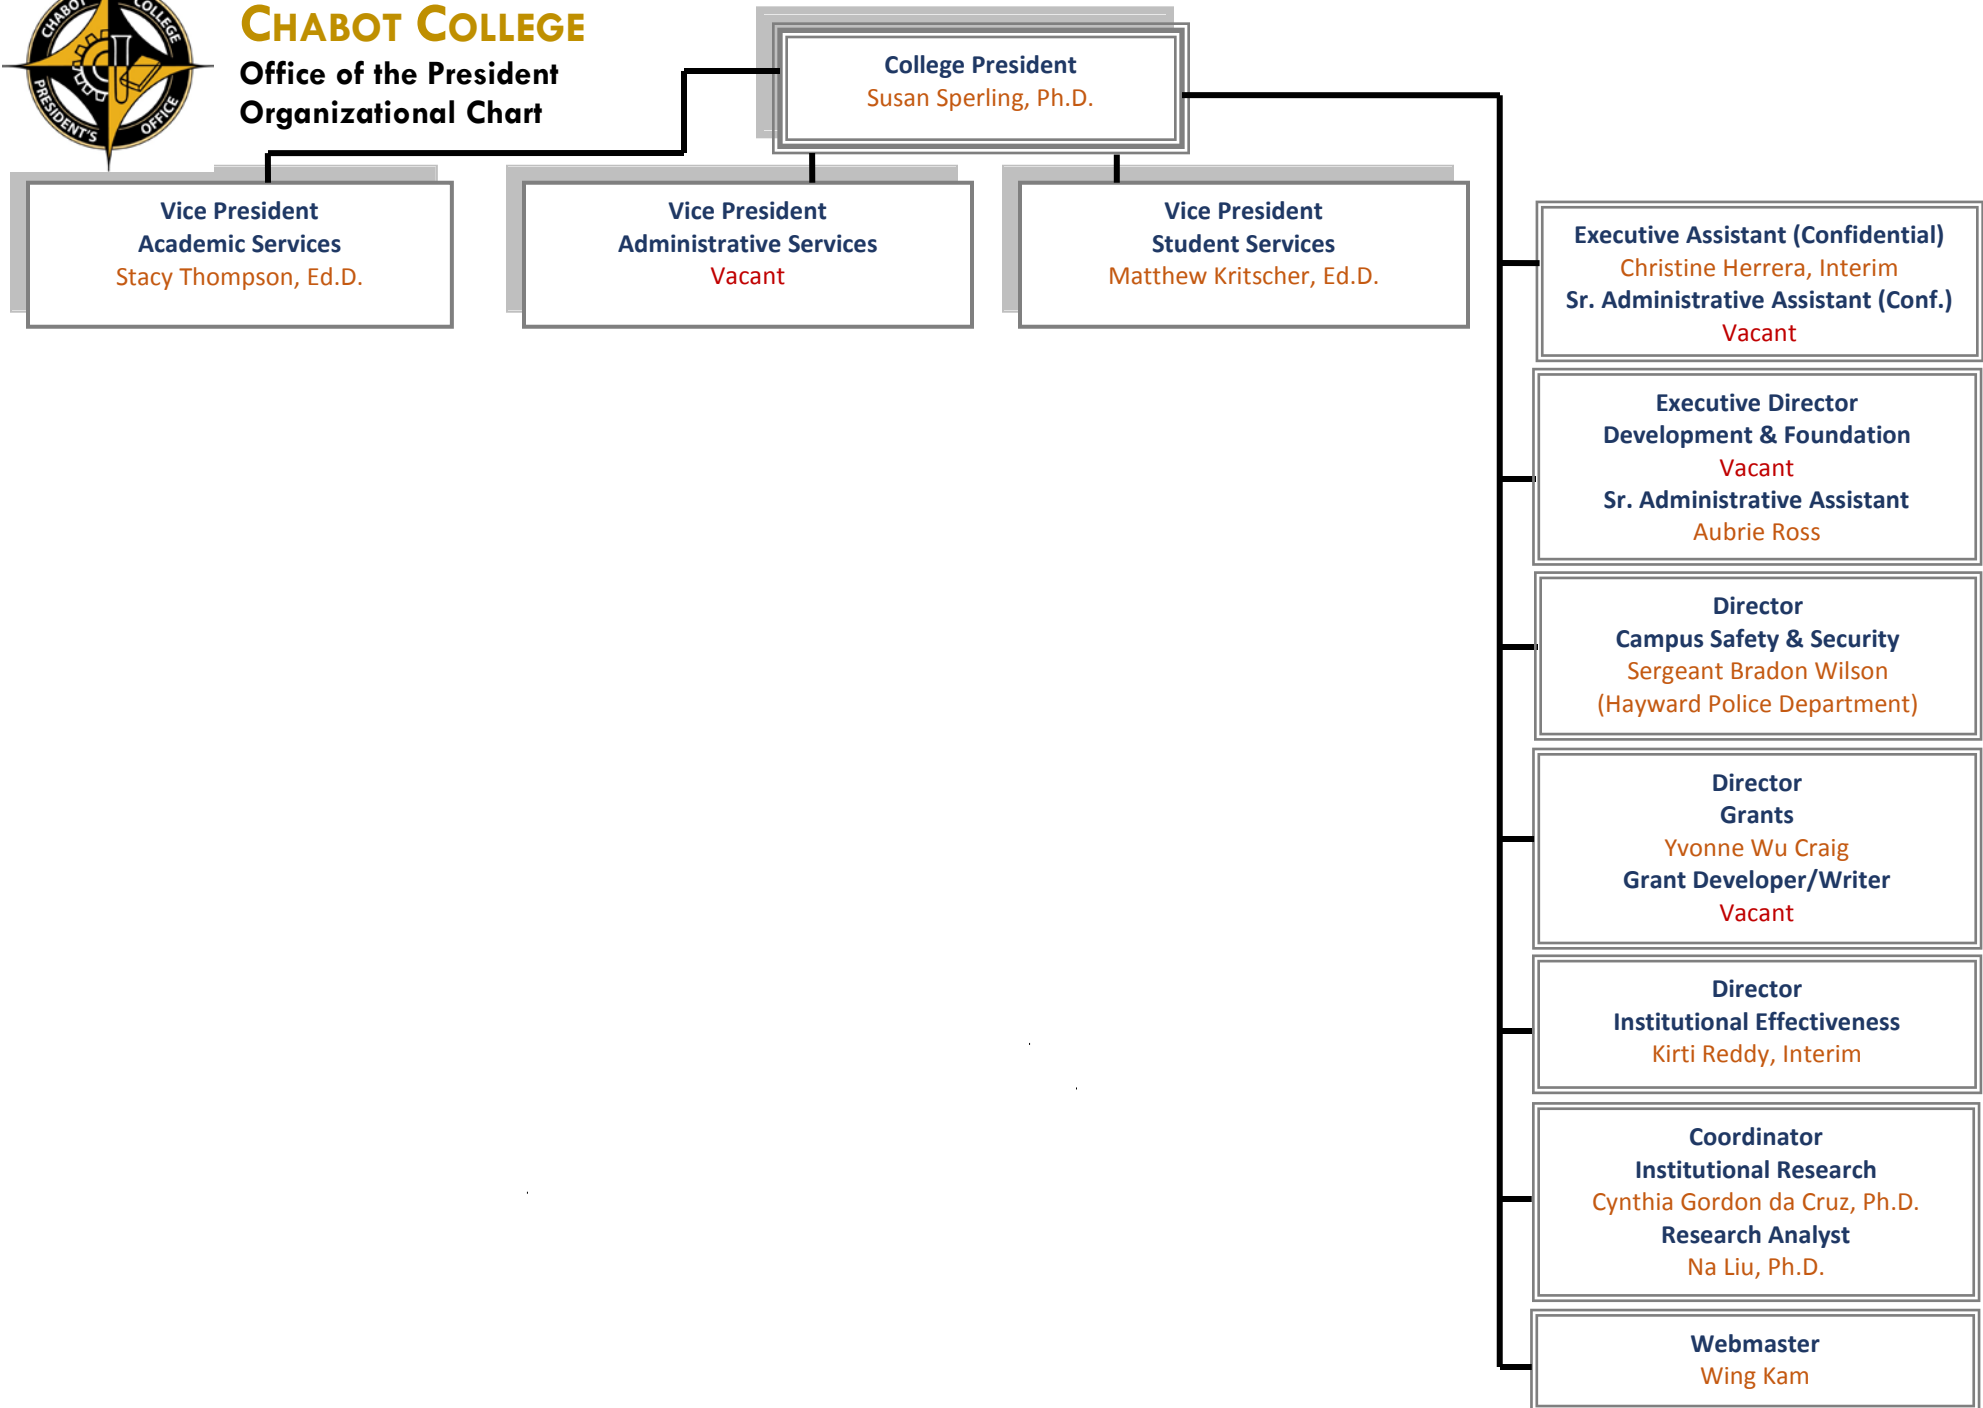 CHABOT COLLEGE
PRESIDENT'S OFFICE
CHABOT COLLEGE
Office of the President
Organizational Chart
College President
Susan Sperling, Ph.D.
Vice President
Academic Services
Stacy Thompson, Ed.D.
Vice President
Administrative Services
Vacant
Vice President
Student Services
Matthew Kritscher, Ed.D.
Executive Assistant (Confidential)
Christine Herrera, Interim
Sr. Administrative Assistant (Conf.)
Vacant
Executive Director
Development & Foundation
Vacant
Sr. Administrative Assistant
Aubrie Ross
Director
Campus Safety & Security
Sergeant Bradon Wilson
(Hayward Police Department)
Director
Grants
Yvonne Wu Craig
Grant Developer/Writer
Vacant
Director
Institutional Effectiveness
Kirti Reddy, Interim
Coordinator
Institutional Research
Cynthia Gordon da Cruz, Ph.D.
Research Analyst
Na Liu, Ph.D.
Webmaster
Wing Kam